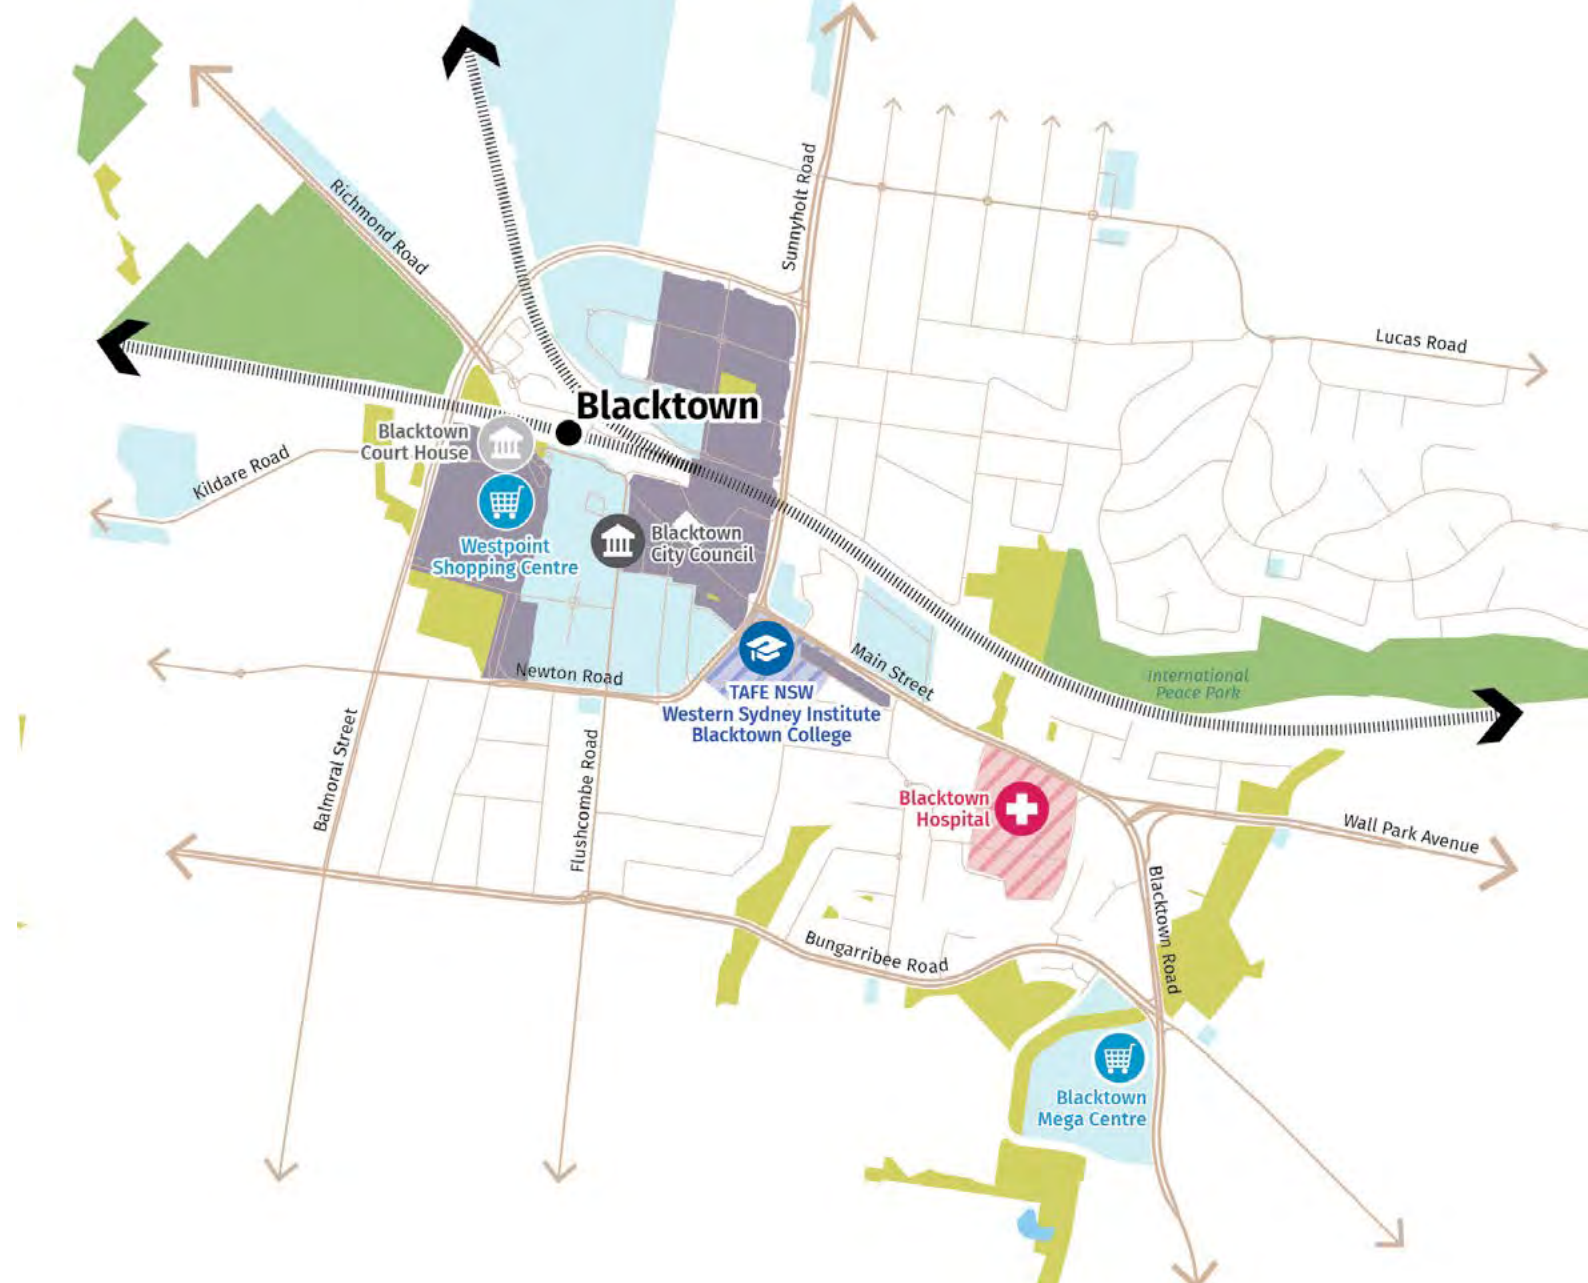 Richmond Road
Sunnyholt Road
Lucas Road
Blacktown
Blacktown
Court House
Kildare Road
Westpoint
Shopping Centre
Blacktown
City Council
Newton Road
TAFE NSW
Western Sydney Institute
Blacktown College
Main Street
International
Peace Park
Balmoral Street
Flushcombe Road
Blacktown
Hospital
Wall Park Avenue
Blacktown Road
Bungarribee Road
Blacktown
Mega Centre